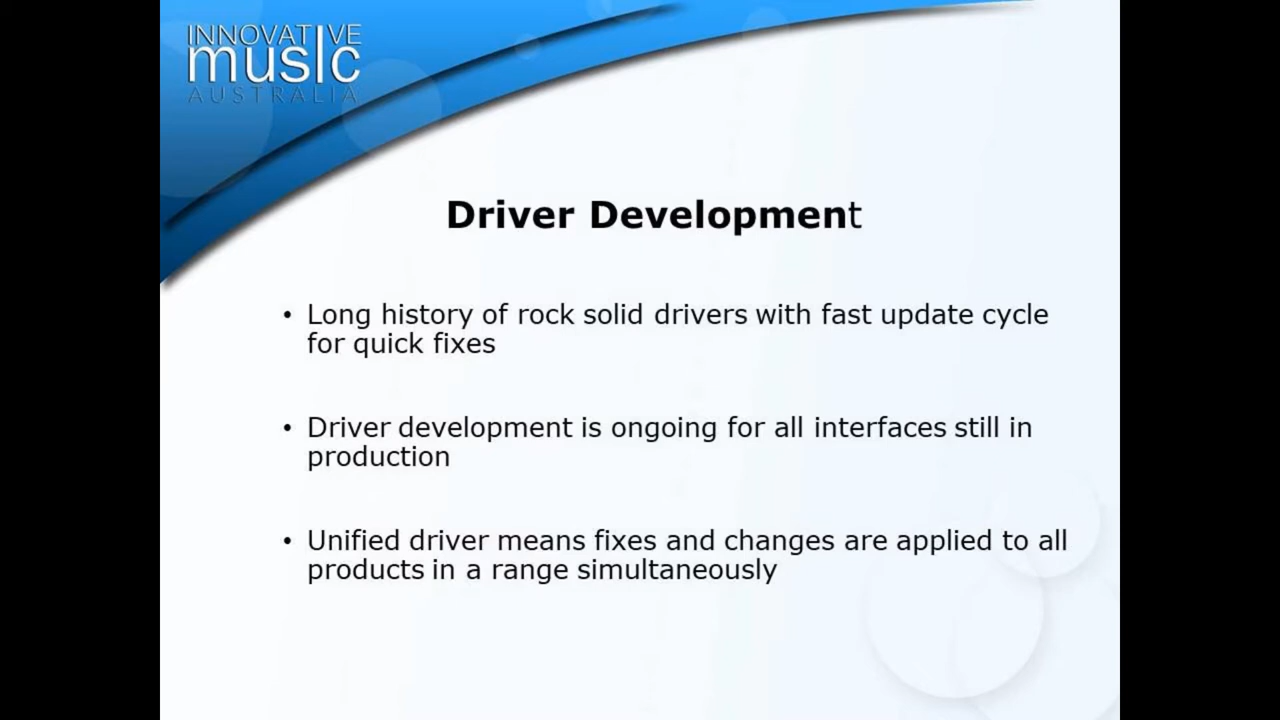 INNOVATIVE
music
AUSTRALIA
Driver Development
• Long history of rock solid drivers with fast update cycle
for quick fixes
• Driver development is ongoing for all interfaces still in
production
• Unified driver means fixes and changes are applied to all
products in a range simultaneously